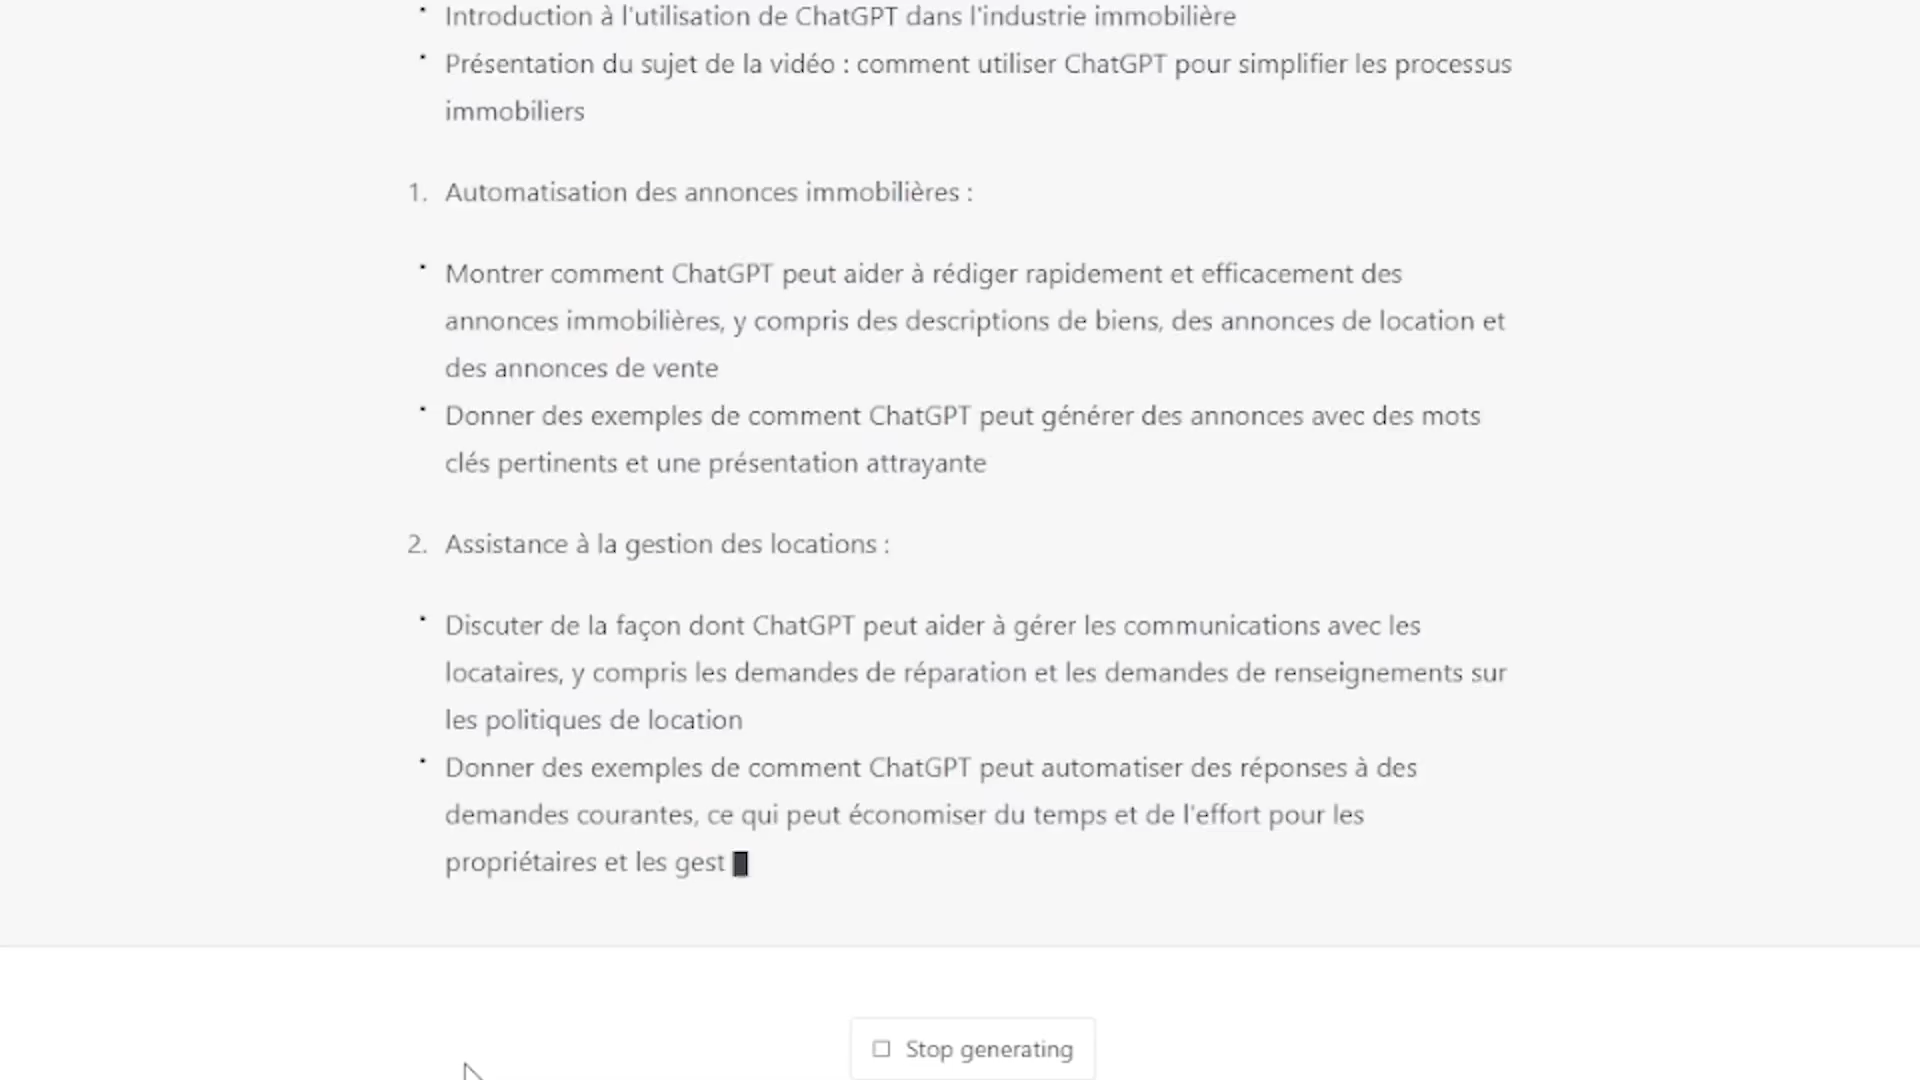 · Introduction à l'utilisation de ChatGPT dans l'industrie immobilière
· Présentation du sujet de la vidéo : comment utiliser ChatGPT pour simplifier les processus
immobiliers
1. Automatisation des annonces immobilières :
· Montrer comment ChatGPT peut aider à rédiger rapidement et efficacement des
annonces immobilières, y compris des descriptions de biens, des annonces de location et
des annonces de vente
· Donner des exemples de comment ChatGPT peut générer des annonces avec des mots
clés pertinents et une présentation attrayante
2. Assistance à la gestion des locations :
· Discuter de la façon dont ChatGPT peut aider à gérer les communications avec les
locataires, y compris les demandes de réparation et les demandes de renseignements sur
les politiques de location
· Donner des exemples de comment ChatGPT peut automatiser des réponses à des
demandes courantes, ce qui peut économiser du temps et de l'effort pour les
propriétaires et les gest
Stop generating